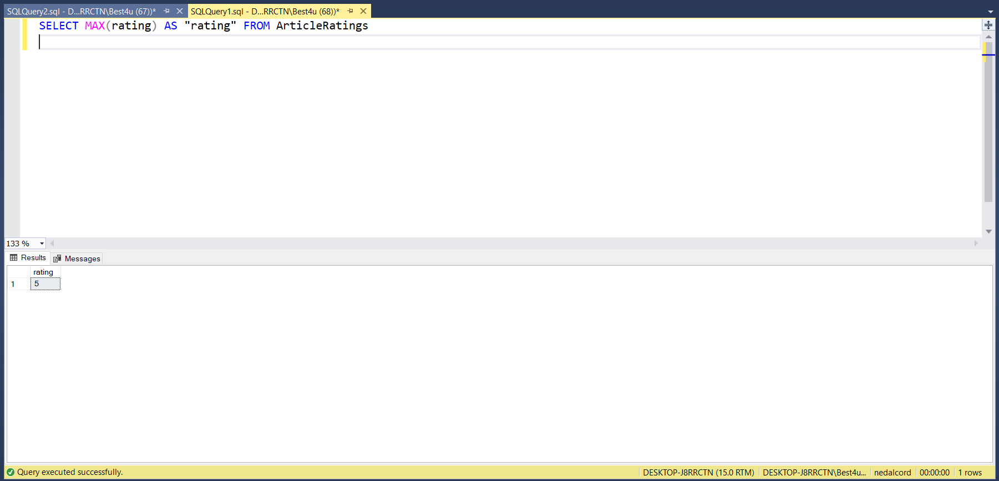 SQLQuery2.sql - D...RRCTN\Best4u (67))* SQLQuery1.sql - D...RRCTN\Best4u (68))*
SELECT MAX(rating) AS "rating" FROM ArticleRatings
133 %
Results Messages
rating
1 5
Query executed successfully. DESKTOP-J8RRCTN (15.0 RTM) DESKTOP-J8RRCTN\Best4u... nedalcord 00:00:00 1 rows